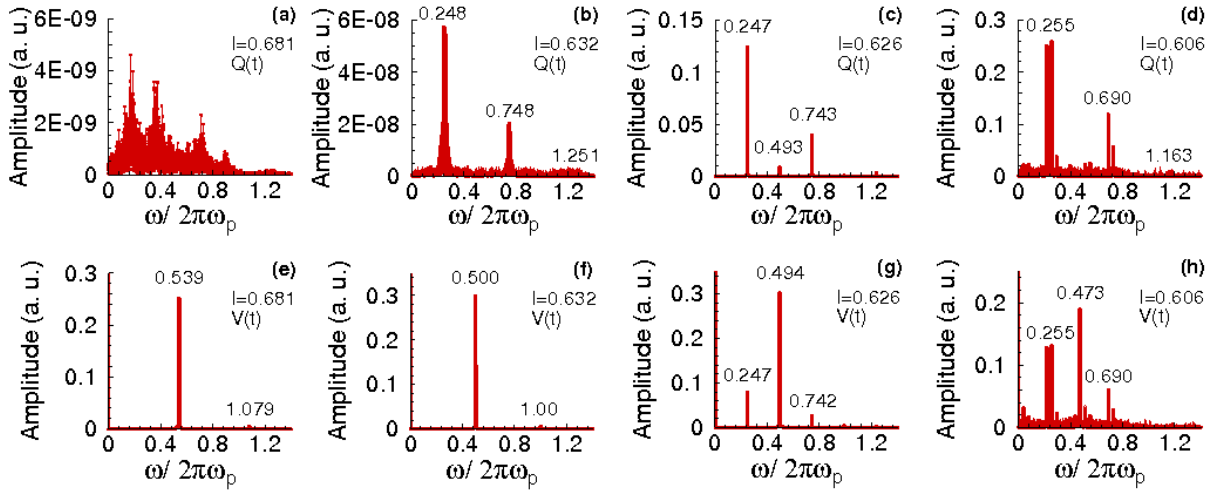 (a)
I=0.681
Q(t)
Amplitude (a. u.)
6E-09
4E-09
2E-09
0
0 0.4 0.8 1.2
ω/ 2πωp
(b)
0.248
I=0.632
Q(t)
0.748
1.251
Amplitude (a. u.)
6E-08
4E-08
2E-08
0
0 0.4 0.8 1.2
ω/ 2πωp
(c)
0.247
I=0.626
Q(t)
0.743
0.493
Amplitude (a. u.)
0.15
0.1
0.05
0
0 0.4 0.8 1.2
ω/ 2πωp
(d)
0.255
I=0.606
Q(t)
0.690
1.163
Amplitude (a. u.)
0.3
0.2
0.1
0
0 0.4 0.8 1.2
ω/ 2πωp
(e)
0.539
I=0.681
V(t)
1.079
Amplitude (a. u.)
0.3
0.2
0.1
0
0 0.4 0.8 1.2
ω/ 2πωp
(f)
0.500
I=0.632
V(t)
1.00
Amplitude (a. u.)
0.3
0.2
0.1
0
0 0.4 0.8 1.2
ω/ 2πωp
(g)
0.494
I=0.626
V(t)
0.247
0.742
Amplitude (a. u.)
0.3
0.2
0.1
0
0 0.4 0.8 1.2
ω/ 2πωp
(h)
0.473
I=0.606
V(t)
0.255
0.690
Amplitude (a. u.)
0.2
0.1
0
0 0.4 0.8 1.2
ω/ 2πωp